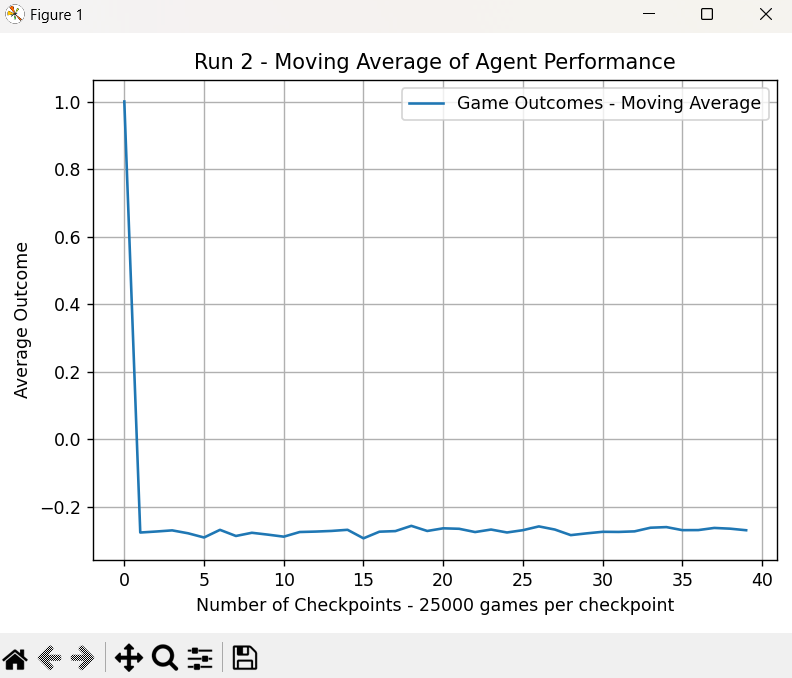 Figure 1
Run 2 - Moving Average of Agent Performance
Game Outcomes - Moving Average
1.0
0.8
0.6
0.4
0.2
0.0
−0.2
Average Outcome
0 5 10 15 20 25 30 35 40
Number of Checkpoints - 25000 games per checkpoint